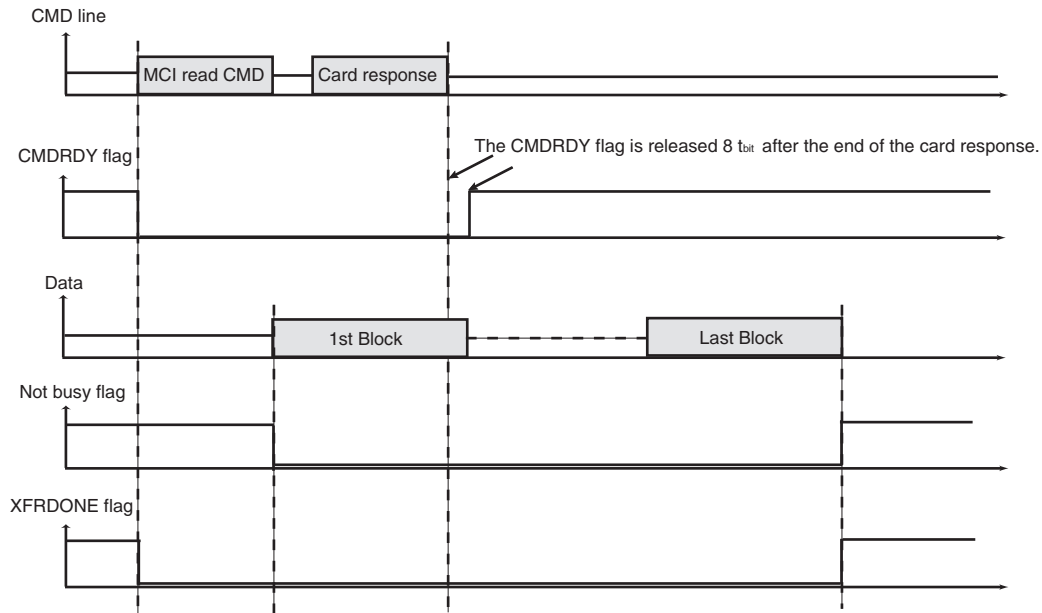 CMD line
MCI read CMD
Card response
The CMDRDY flag is released 8 tbit after the end of the card response.
CMDRDY flag
Data
1st Block
Last Block
Not busy flag
XFRDONE flag